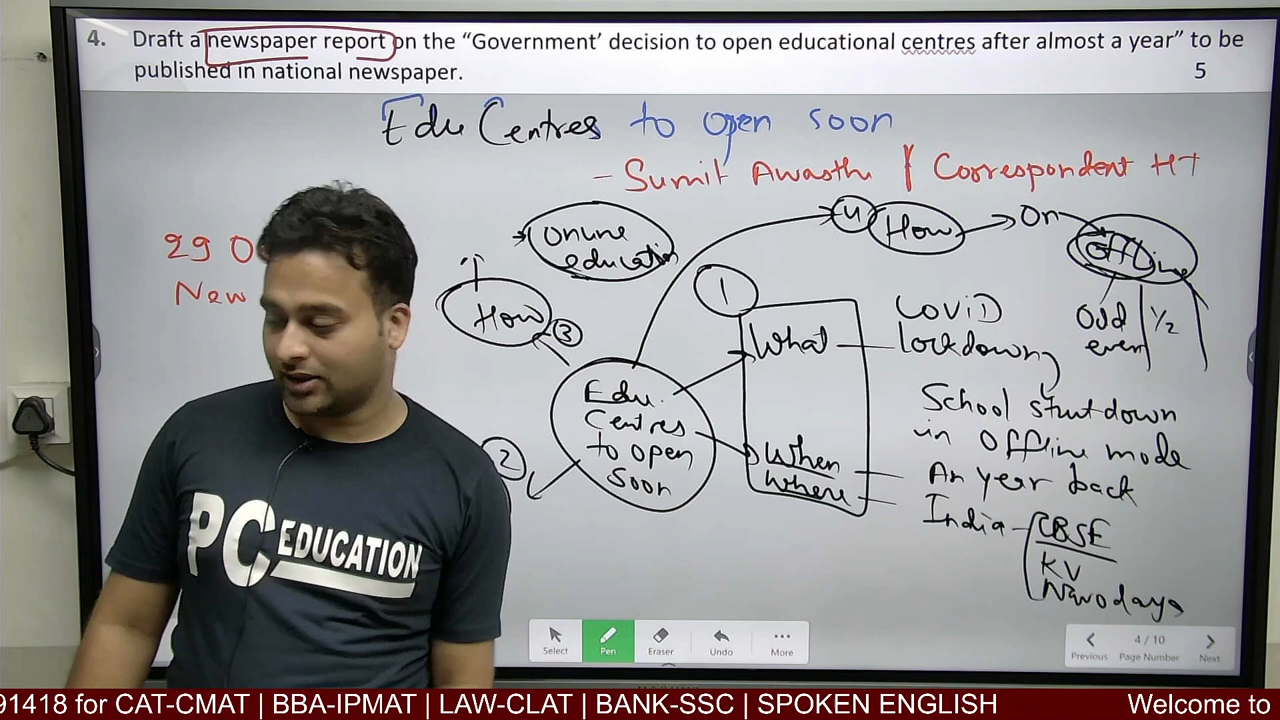 4. Draft a newspaper report on the “Government’ decision to open educational centres after almost a year” to be
published in national newspaper. 5
Edu Centres to open soon
- Sumit Awasthi / Correspondent HT
29 O
New
Online
education
How
3
4
How
On
Offline
Odd
even
1/2
1
What
When
Where
COVID
lockdown
School shutdown
in Offline mode
An year back
India
CBSE
KV
Navodaya
Edu.
Centres
to open
soon
2
PC EDUCATION
Select
Pen
Eraser
Undo
More
Previous
4 / 10
Page Number
Next
91418 for CAT-CMAT | BBA-IPMAT | LAW-CLAT | BANK-SSC | SPOKEN ENGLISH Welcome to